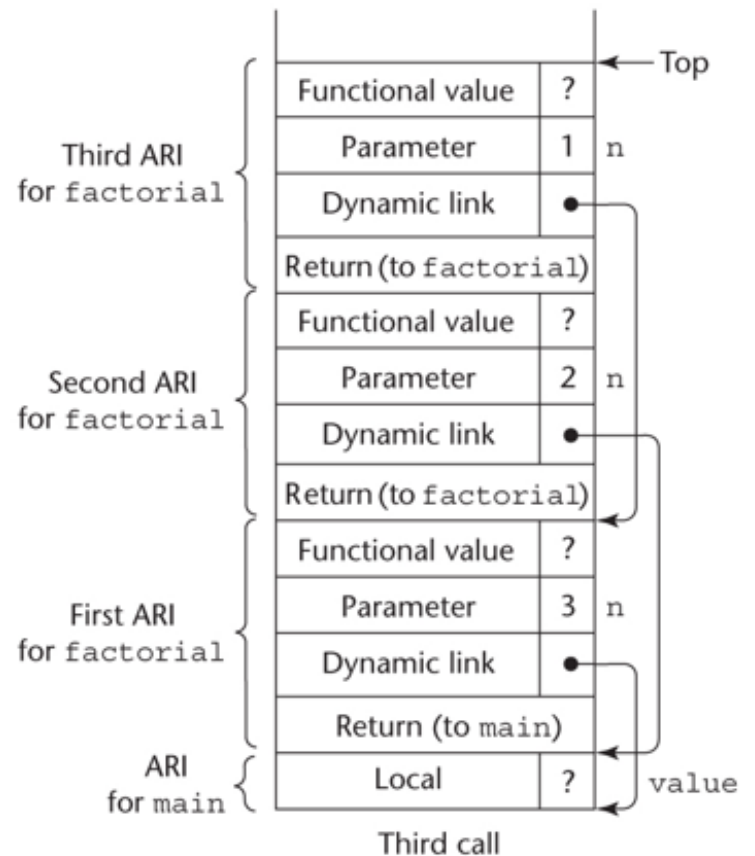 Top
Functional value ?
Third ARI
for factorial
Parameter 1 n
Dynamic link
Return (to factorial)
Functional value ?
Second ARI
for factorial
Parameter 2 n
Dynamic link
Return (to factorial)
Functional value ?
First ARI
for factorial
Parameter 3 n
Dynamic link
Return (to main)
ARI
for main
Local ? value
Third call